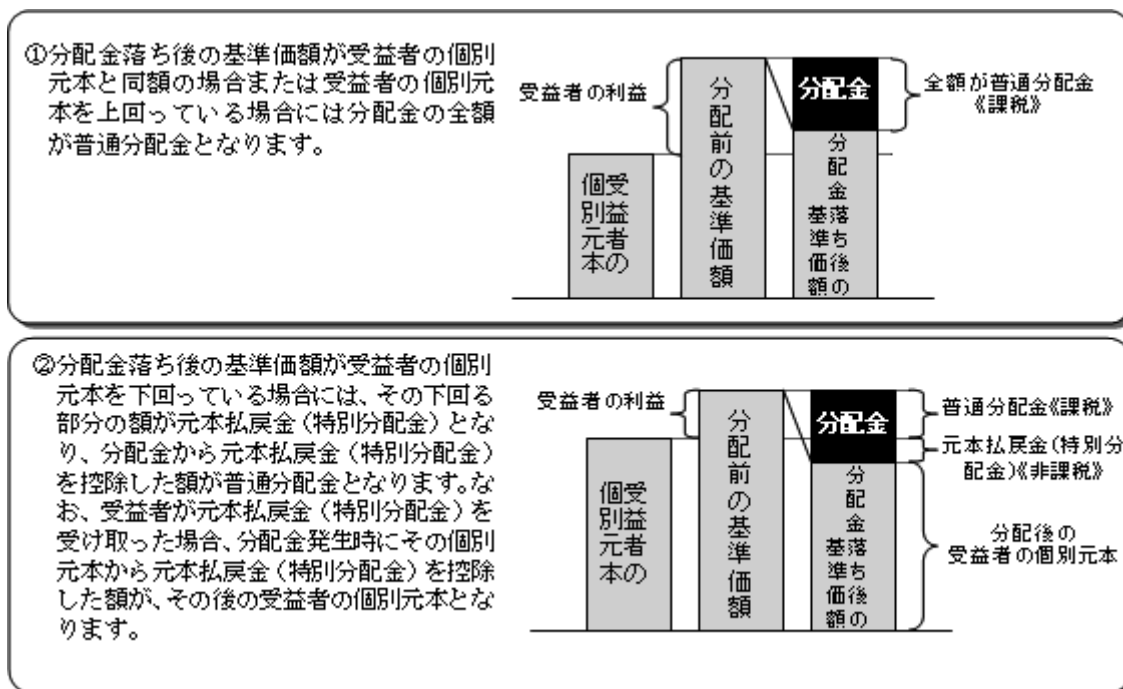 ①分配金落ち後の基準価額が受益者の個別
元本と同額の場合または受益者の個別元
本を上回っている場合には分配金の全額
が普通分配金となります。
受益者の利益
受益者の
個別元本
分配前の基準価額
分配金
分配金落ち後の
基準価額
全額が普通分配金
《課税》
②分配金落ち後の基準価額が受益者の個別
元本を下回っている場合には、その下回る
部分の額が元本払戻金（特別分配金）とな
り、分配金から元本払戻金（特別分配金）
を控除した額が普通分配金となります。な
お、受益者が元本払戻金（特別分配金）を
受け取った場合、分配金発生時にその個別
元本から元本払戻金（特別分配金）を控除
した額が、その後の受益者の個別元本とな
ります。
受益者の利益
受益者の
個別元本
分配前の基準価額
分配金
分配金落ち後の
基準価額
普通分配金《課税》
元本払戻金（特別分
配金）《非課税》
分配後の
受益者の個別元本